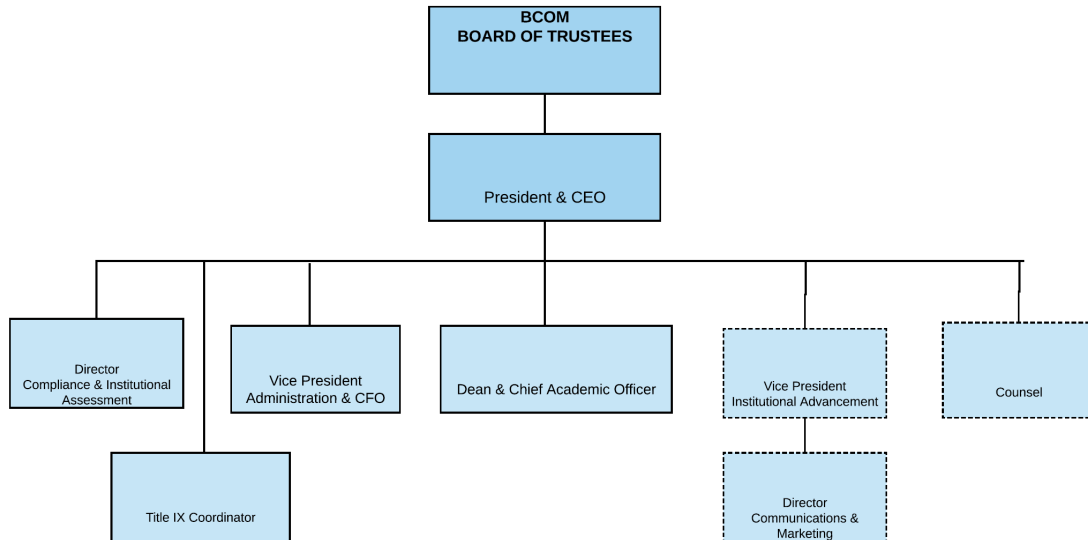 BCOM
BOARD OF TRUSTEES
President & CEO
Director
Compliance & Institutional
Assessment
Vice President
Administration & CFO
Dean & Chief Academic Officer
Vice President
Institutional Advancement
Counsel
Title IX Coordinator
Director
Communications &
Marketing